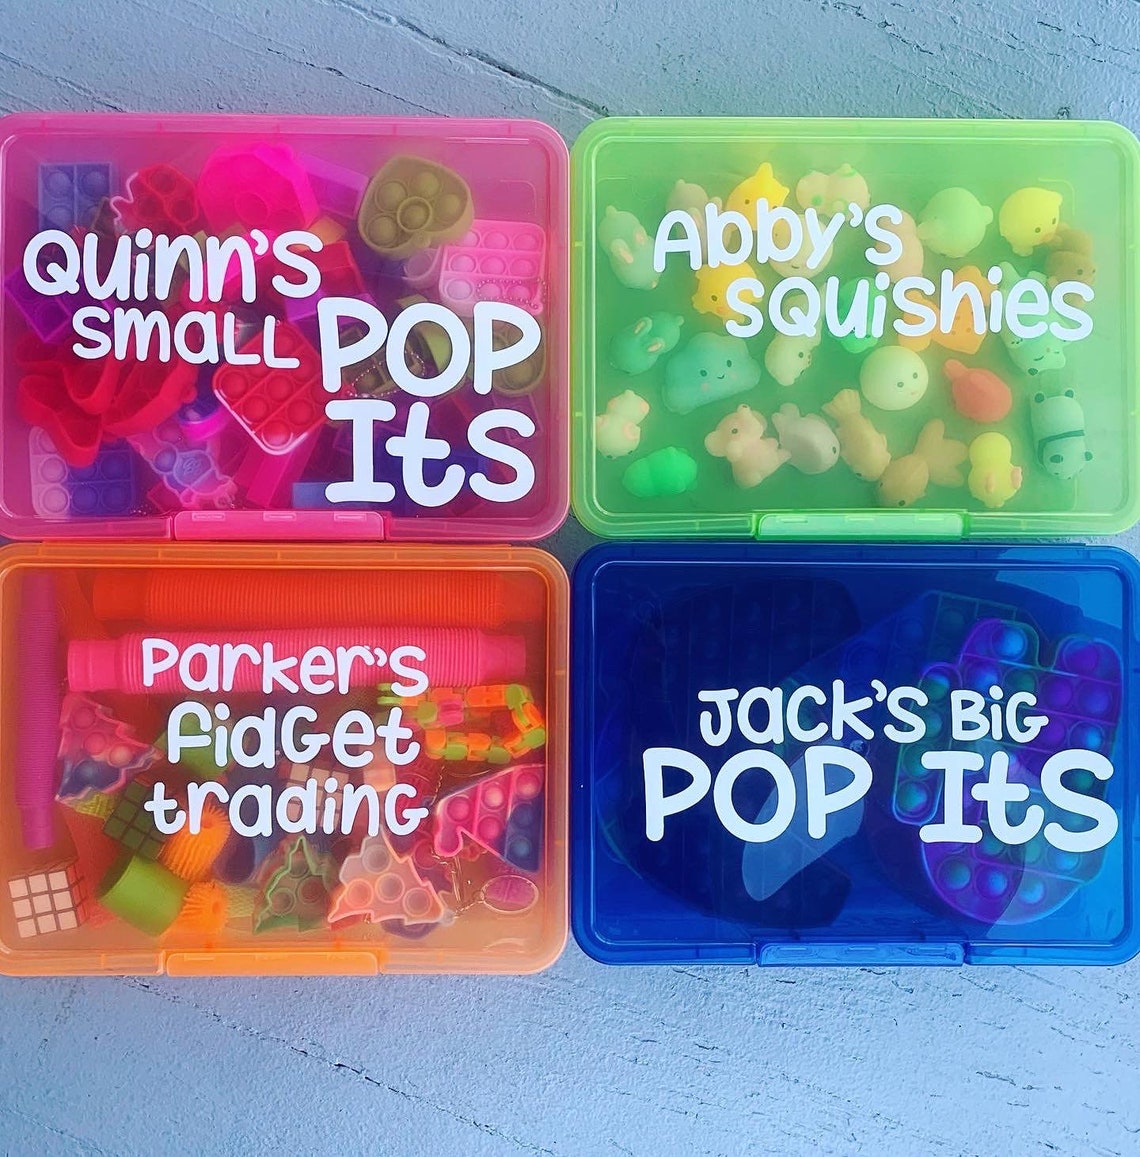 Quinn's
small POP
Its
Abby's
squishies
Parker's
fidget
trading
Jack's Big
POP Its